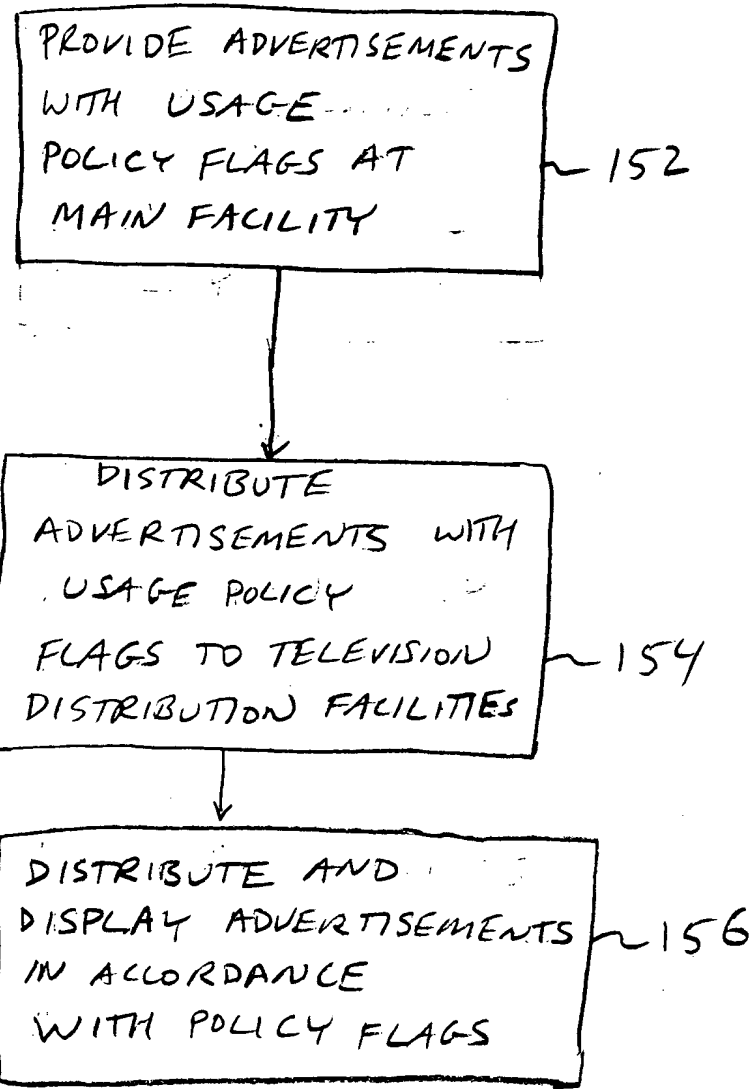 PROVIDE ADVERTISEMENTS
WITH USAGE
POLICY FLAGS AT
MAIN FACILITY
152
DISTRIBUTE
ADVERTISEMENTS WITH
USAGE POLICY
FLAGS TO TELEVISION
DISTRIBUTION FACILITIES
154
DISTRIBUTE AND
DISPLAY ADVERTISEMENTS
IN ACCORDANCE
WITH POLICY FLAGS
156